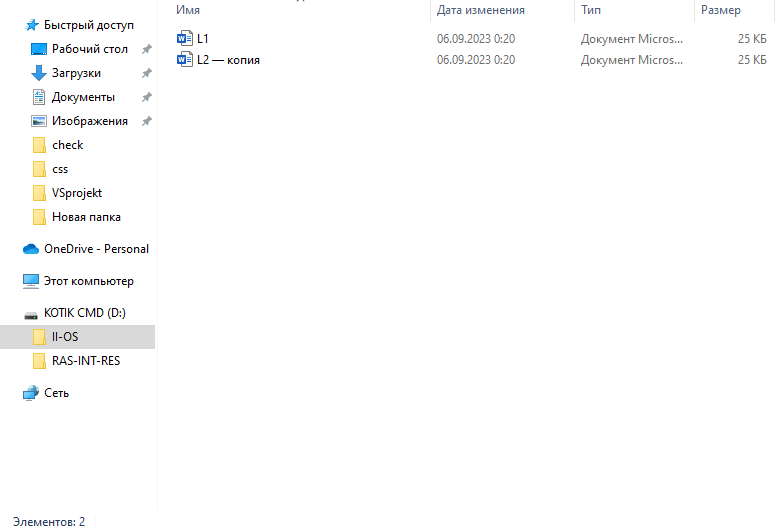 Имя Дата изменения Тип Размер
L1 06.09.2023 0:20 Документ Micros... 25 КБ
L2 — копия 06.09.2023 0:20 Документ Micros... 25 КБ
Быстрый доступ
Рабочий стол
Загрузки
Документы
Изображения
check
css
VSprojekt
Новая папка
OneDrive - Personal
Этот компьютер
KOTIK CMD (D:)
II-OS
RAS-INT-RES
Сеть
Элементов: 2